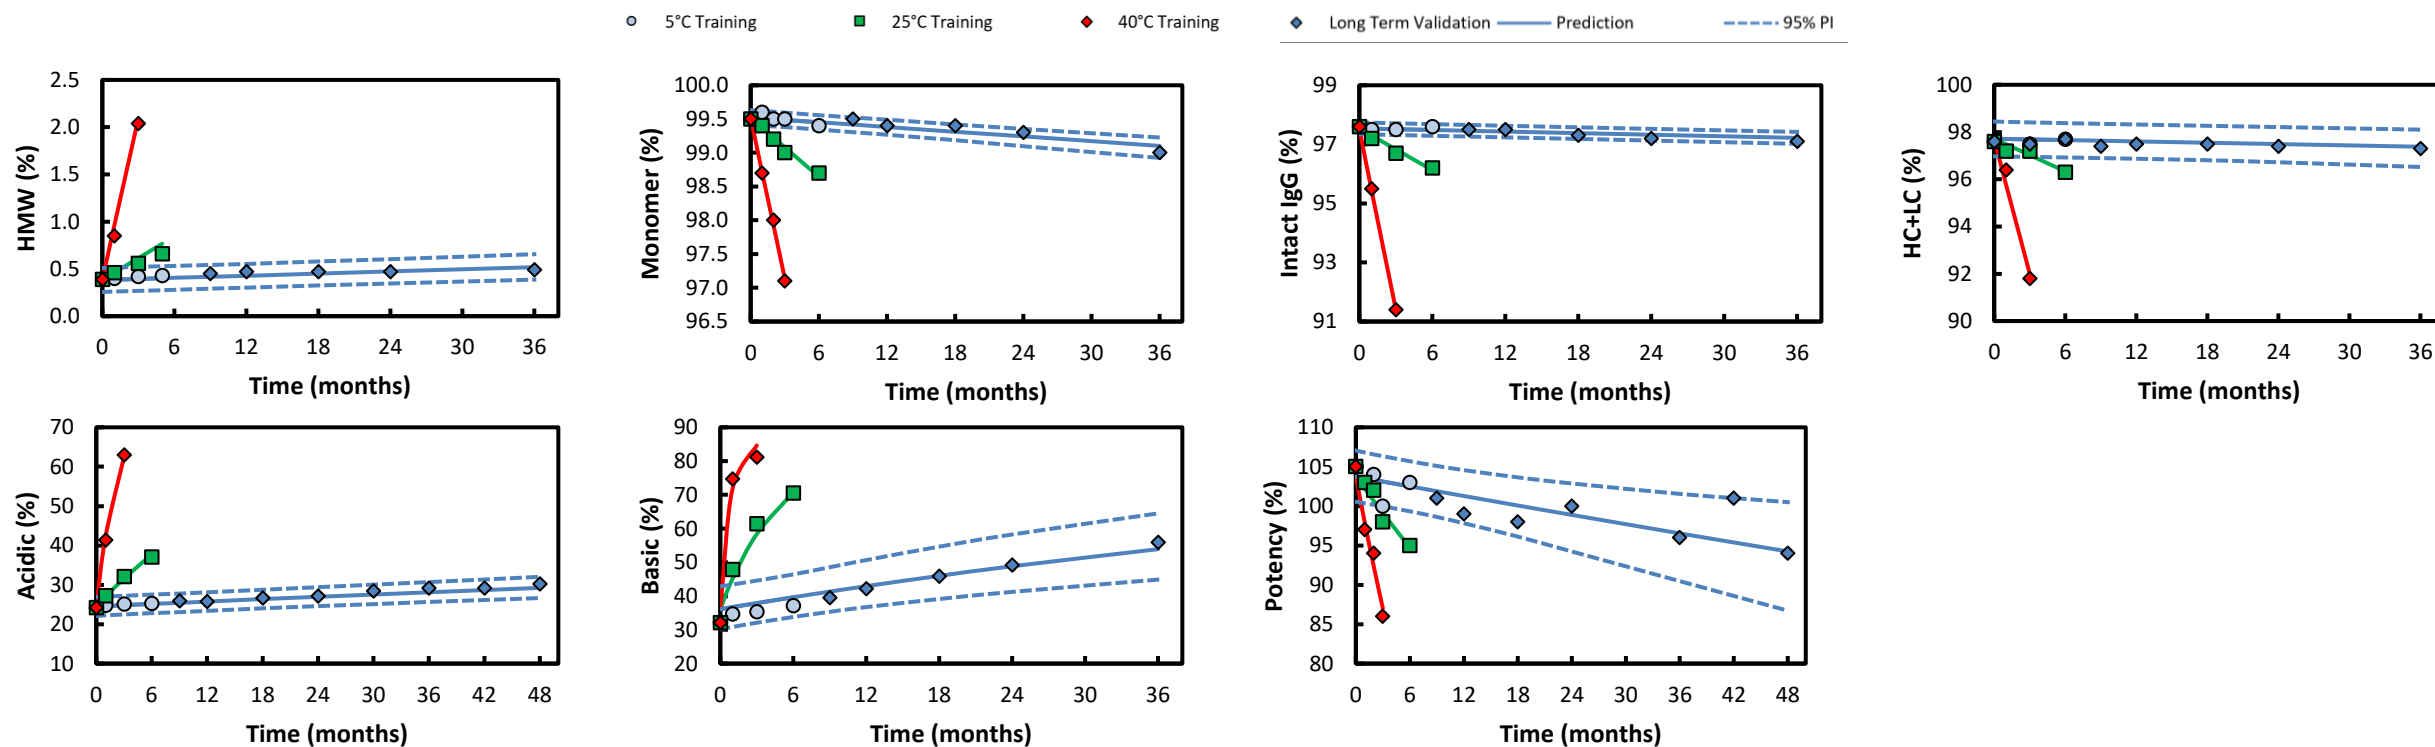 5°C Training 25°C Training 40°C Training Long Term Validation Prediction 95% PI
HMW (%)
2.5
2.0
1.5
1.0
0.5
0.0
0 6 12 18 24 30 36
Time (months)
Monomer (%)
100.0
99.5
99.0
98.5
98.0
97.5
97.0
96.5
0 6 12 18 24 30 36
Time (months)
Intact IgG (%)
99
97
95
93
91
0 6 12 18 24 30 36
Time (months)
HC+LC (%)
100
98
96
94
92
90
0 6 12 18 24 30 36
Time (months)
Acidic (%)
70
60
50
40
30
20
10
0 6 12 18 24 30 36 42 48
Time (months)
Basic (%)
90
80
70
60
50
40
30
20
0 6 12 18 24 30 36
Time (months)
Potency (%)
110
105
100
95
90
85
80
0 6 12 18 24 30 36 42 48
Time (months)